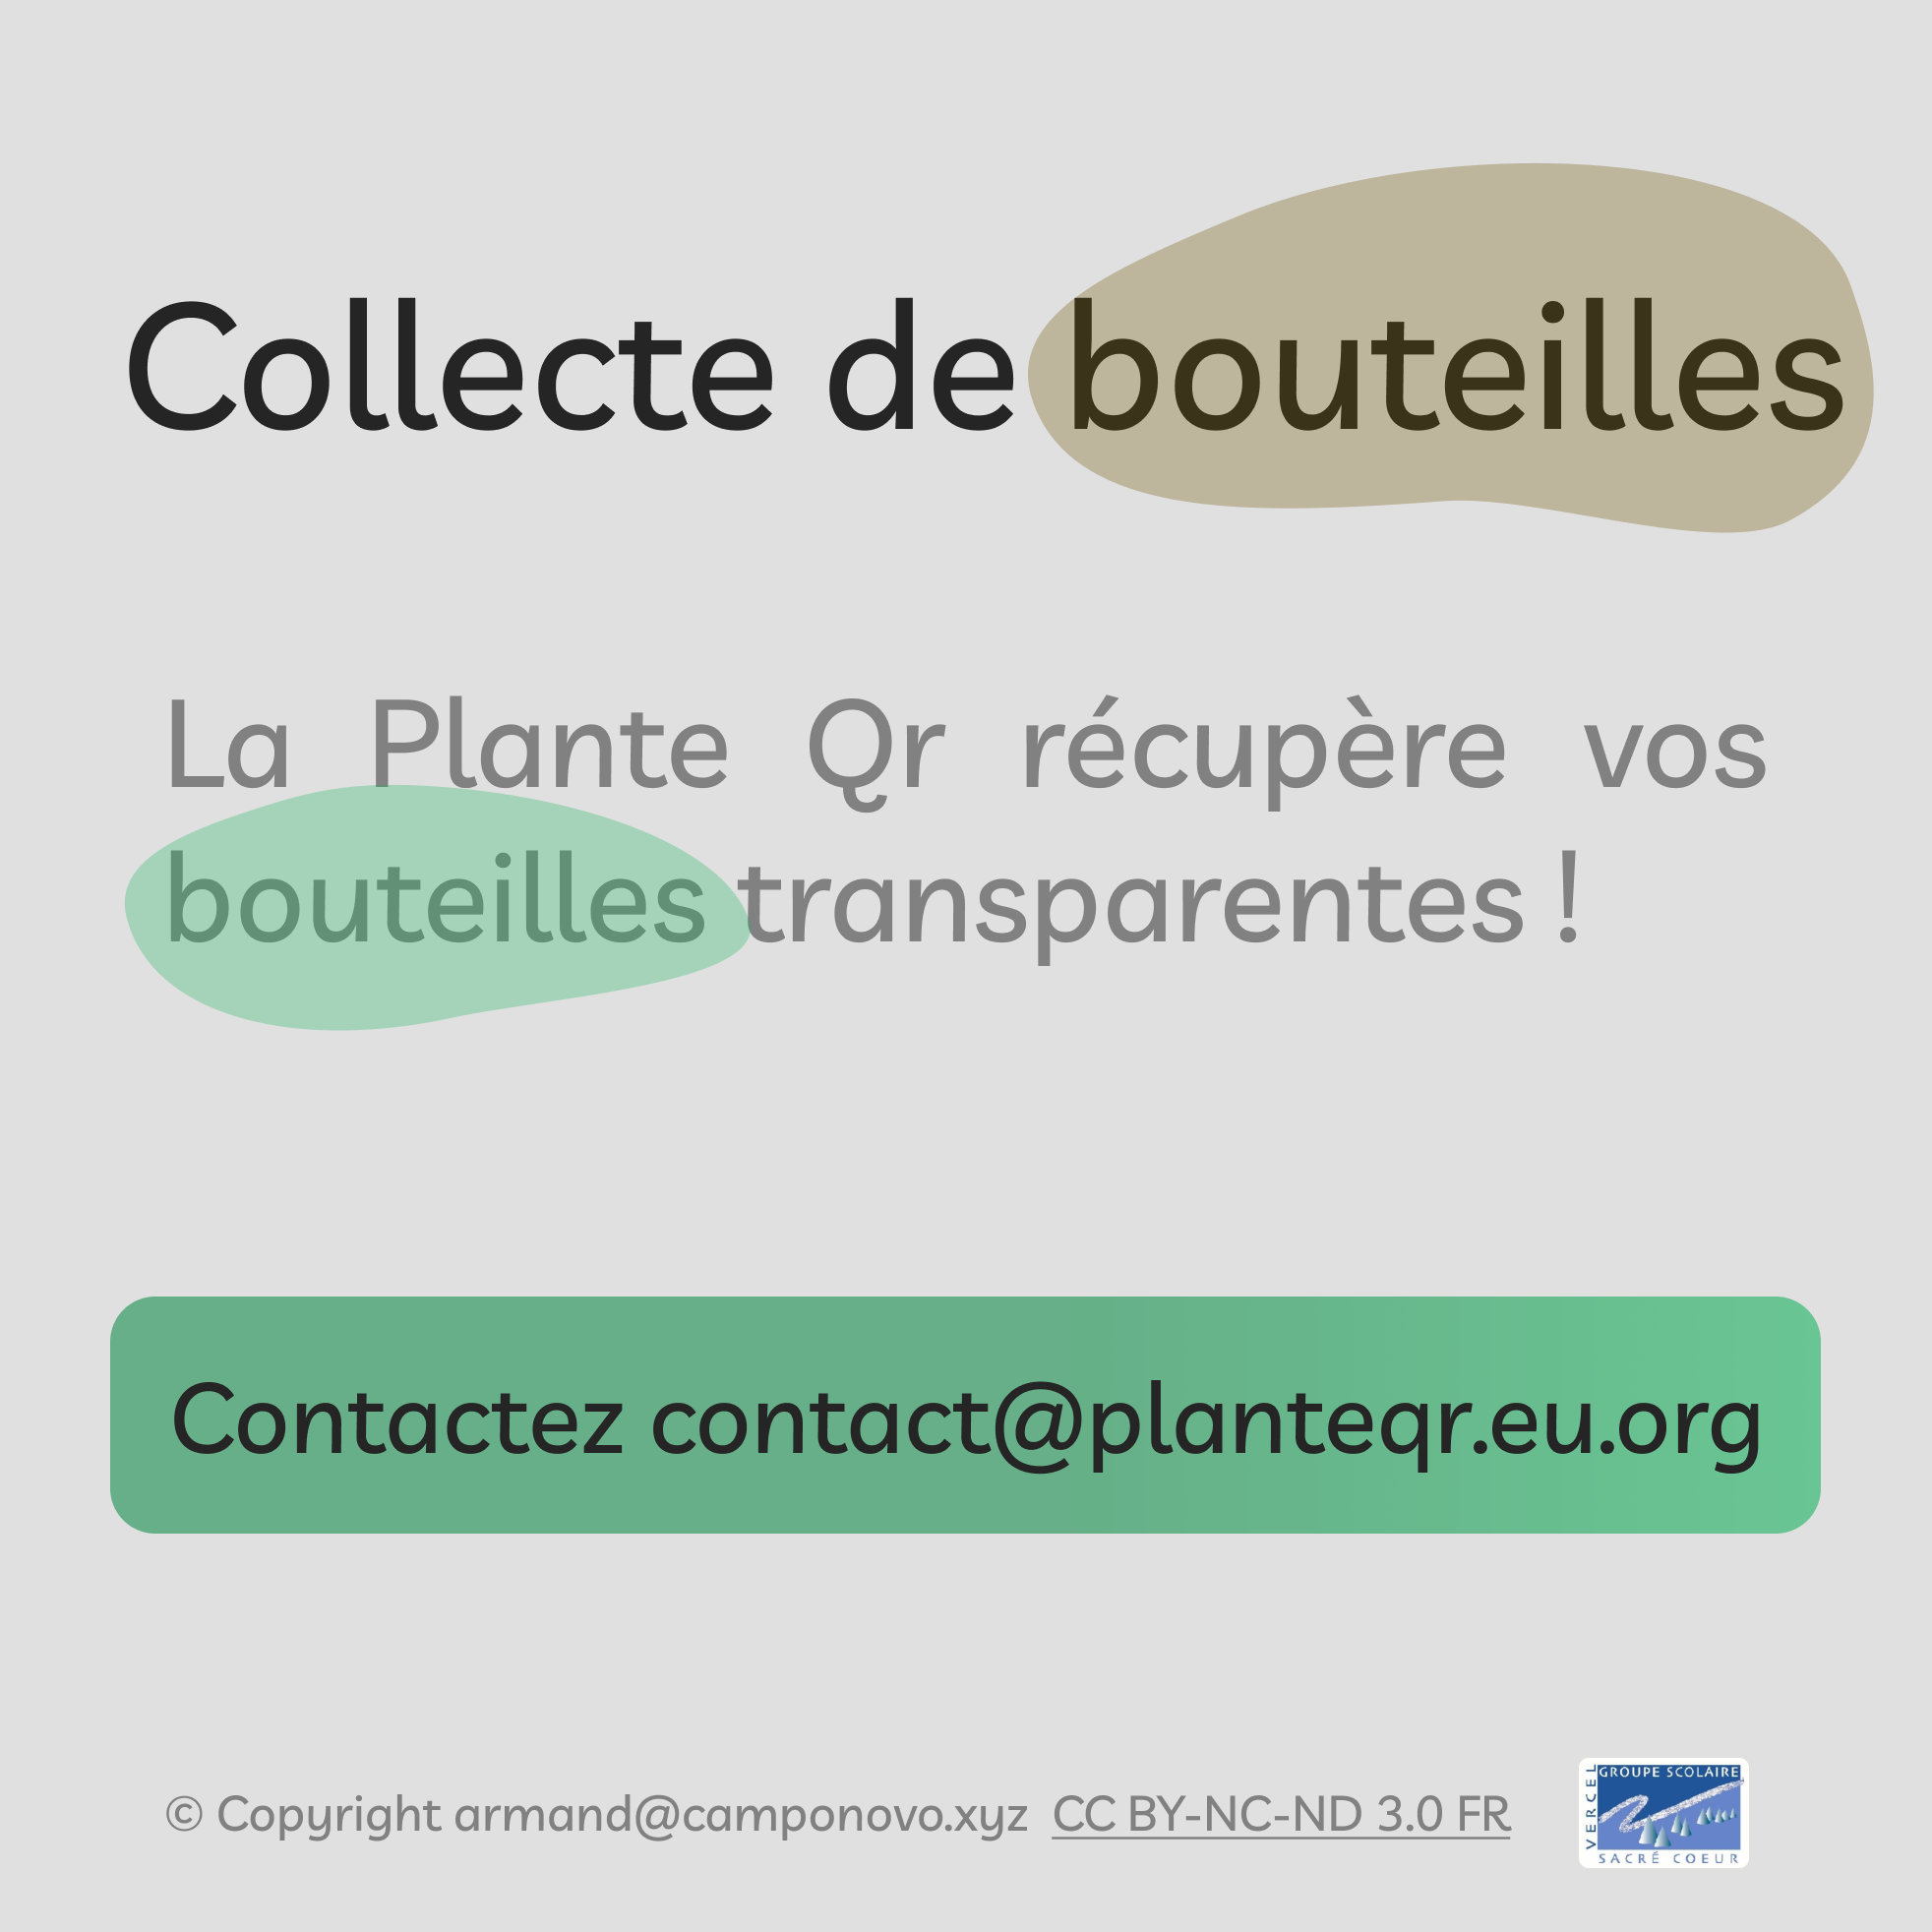 Collecte de bouteilles
La Plante Qr récupère vos
bouteilles transparentes !
Contactez contact@planteqr.eu.org
© Copyright armand@camponovo.xyz CC BY-NC-ND 3.0 FR
GROUPE SCOLAIRE
VERCEL
SACRÉ COEUR